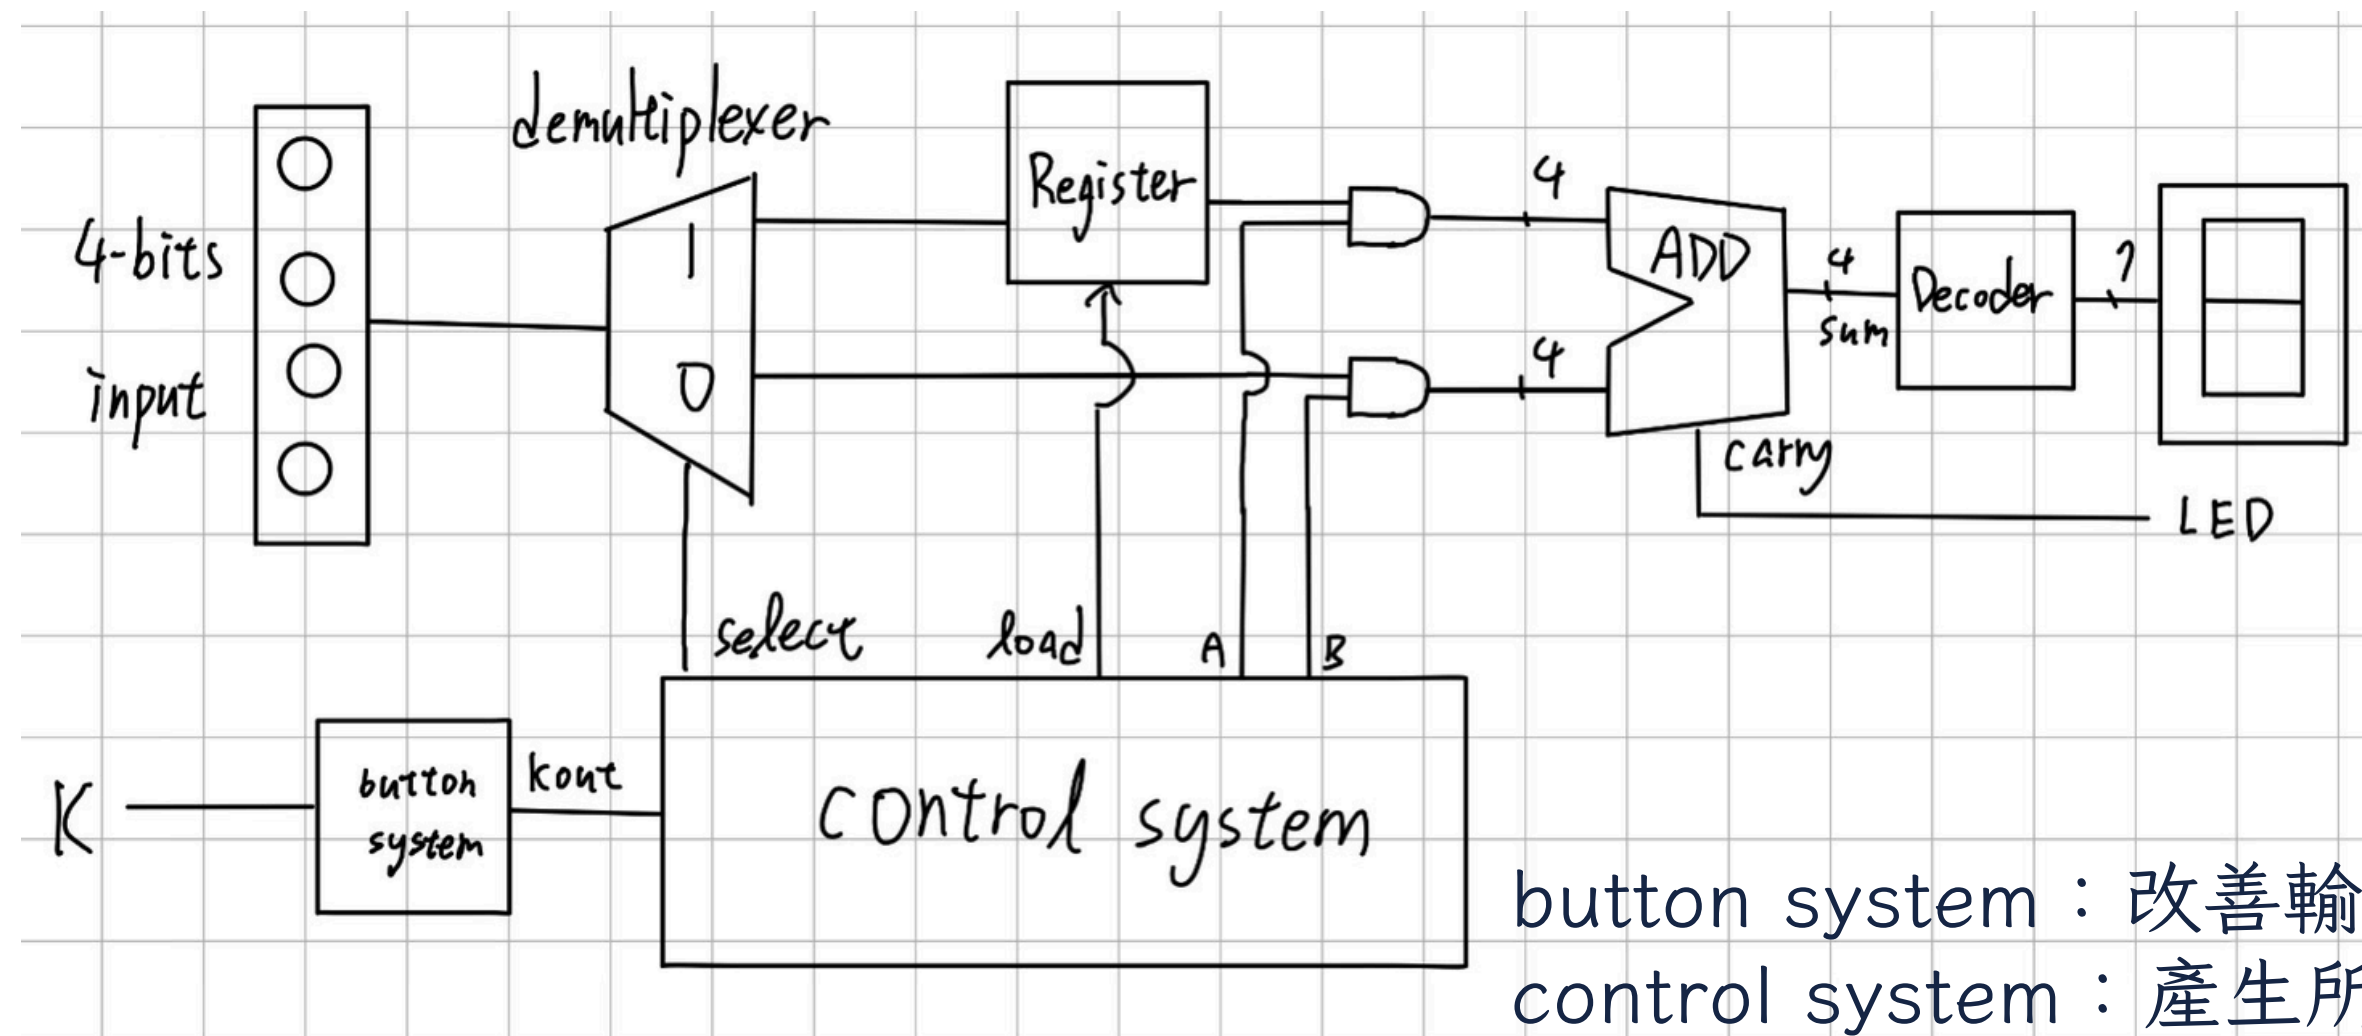 demultiplexer
4-bits
input
1
0
Register
4
4
ADD
4
sum
Decoder
7
carry
LED
select
load
A
B
K
button
system
kout
control system
button system：改善輸
control system：產生所